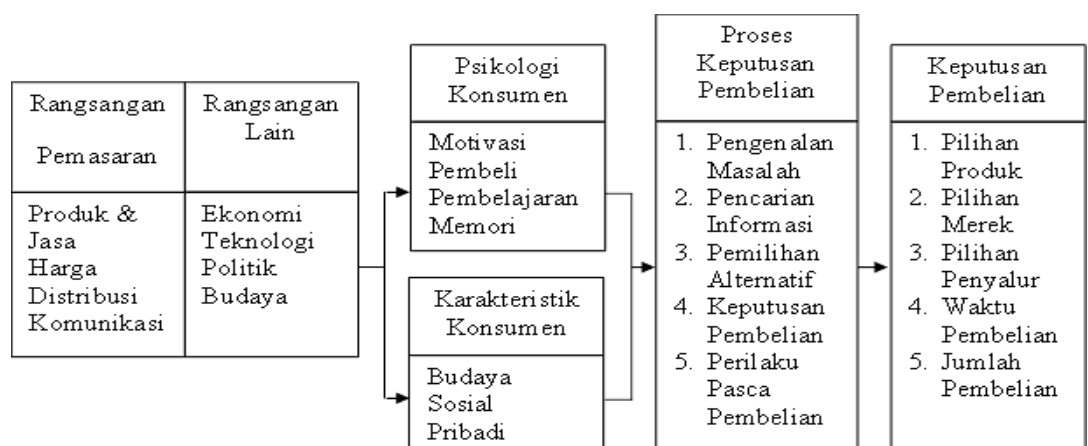 Rangsangan
Pemasaran
Produk &
Jasa
Harga
Distribusi
Komunikasi
Rangsangan
Lain
Ekonomi
Teknologi
Politik
Budaya
Psikologi
Konsumen
Motivasi
Pembeli
Pembelajaran
Memori
Karakteristik
Konsumen
Budaya
Sosial
Pribadi
Proses
Keputusan
Pembelian
1. Pengenalan
Masalah
2. Pencarian
Informasi
3. Pemilihan
Alternatif
4. Keputusan
Pembelian
5. Perilaku
Pasca
Pembelian
Keputusan
Pembelian
1. Pilihan
Produk
2. Pilihan
Merek
3. Pilihan
Penyalur
4. Waktu
Pembelian
5. Jumlah
Pembelian